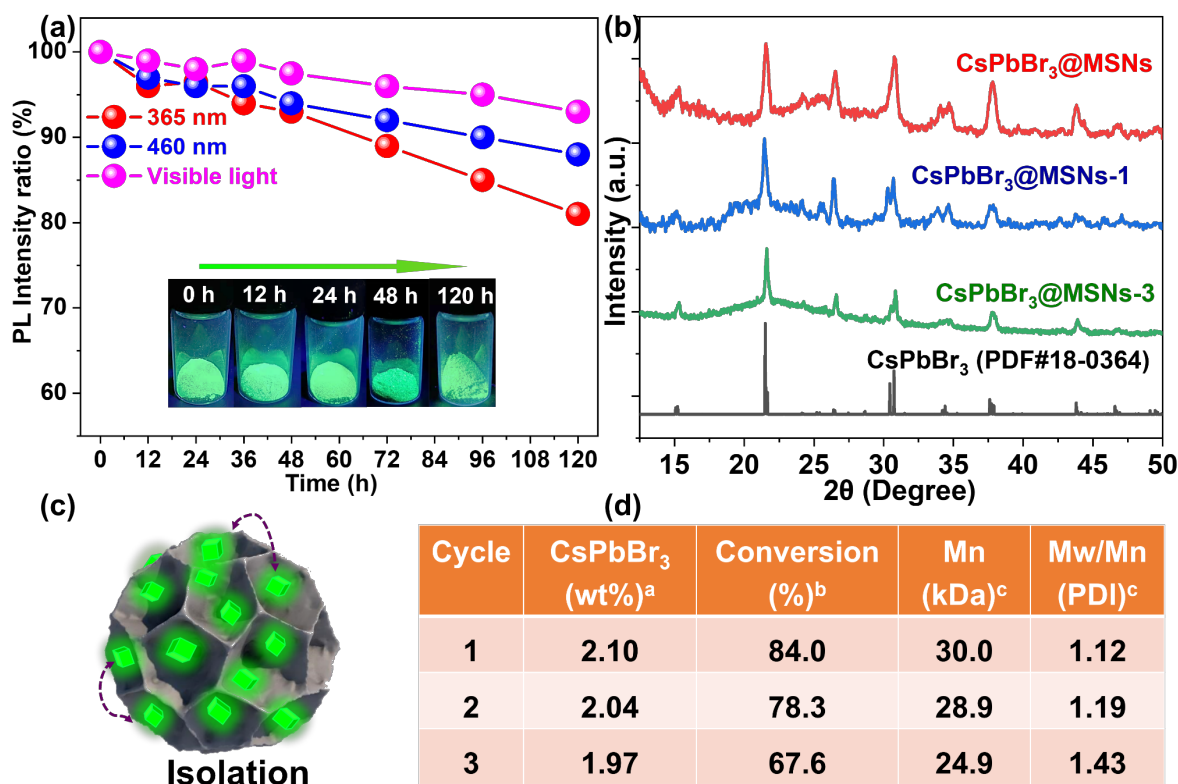 (a)
PL Intensity ratio (%)
100
90
80
70
60
365 nm
460 nm
Visible light
0 h 12 h 24 h 48 h 120 h
0 12 24 36 48 60 72 84 96 108 120
Time (h)
(b)
Intensity (a.u.)
CsPbBr₃@MSNs
CsPbBr₃@MSNs-1
CsPbBr₃@MSNs-3
CsPbBr₃ (PDF#18-0364)
15 20 25 30 35 40 45 50
2θ (Degree)
(c)
Isolation
(d)
Cycle CsPbBr₃ Conversion Mn Mw/Mn
(wt%)ᵃ (%)ᵇ (kDa)ᶜ (PDI)ᶜ
1 2.10 84.0 30.0 1.12
2 2.04 78.3 28.9 1.19
3 1.97 67.6 24.9 1.43